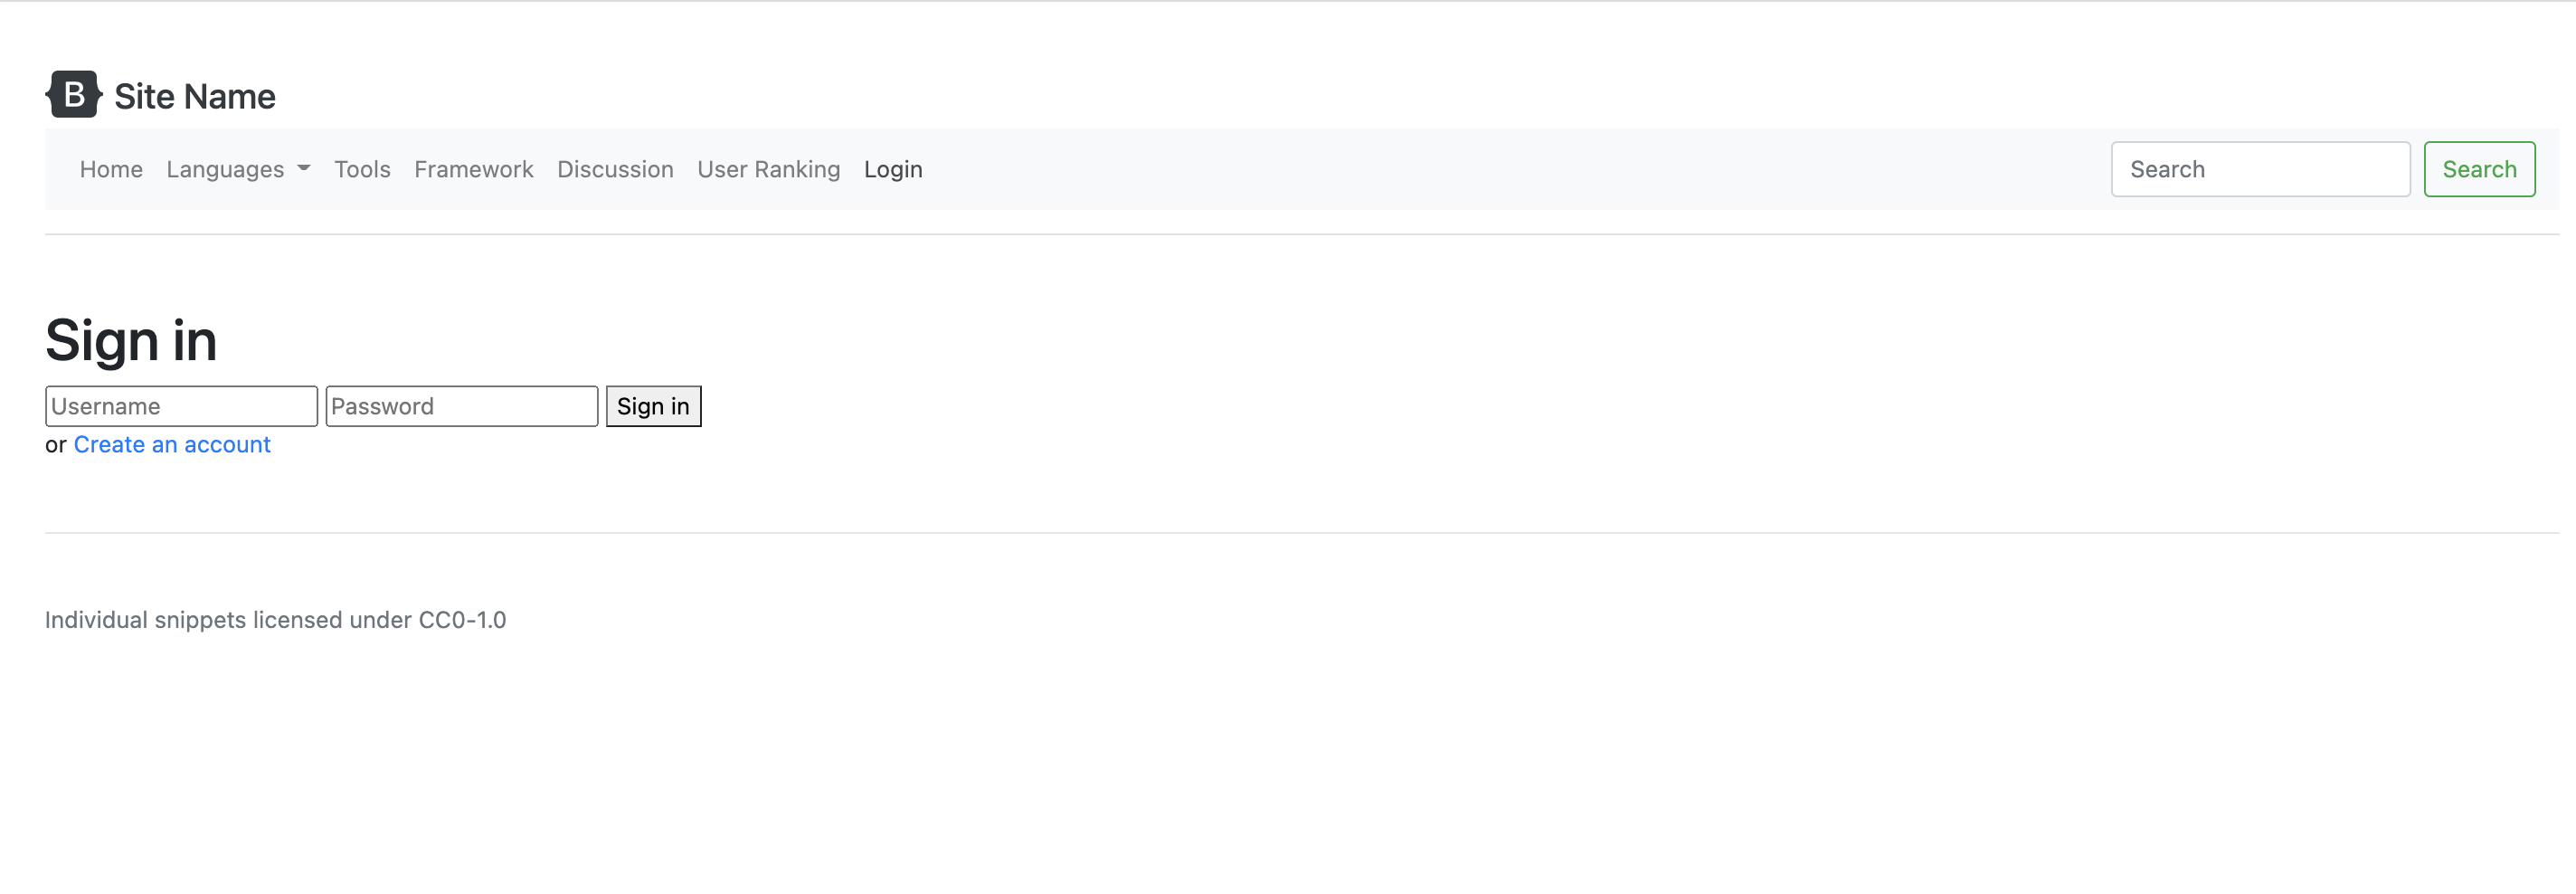 B Site Name
Home Languages Tools Framework Discussion User Ranking Login Search Search
Sign in
Username Password Sign in
or Create an account
Individual snippets licensed under CC0-1.0